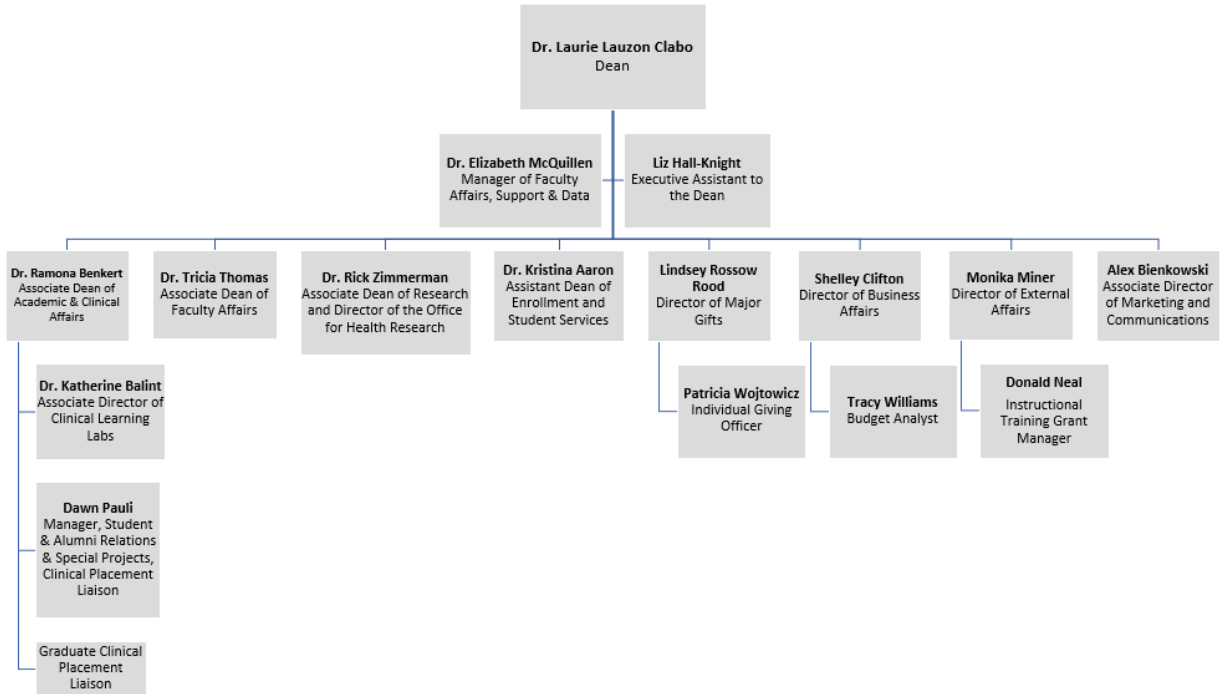 Dr. Laurie Lauzon Clabo
Dean
Dr. Elizabeth McQuillen
Manager of Faculty
Affairs, Support & Data
Liz Hall-Knight
Executive Assistant to
the Dean
Dr. Ramona Benkert
Associate Dean of
Academic & Clinical
Affairs
Dr. Tricia Thomas
Associate Dean of
Faculty Affairs
Dr. Rick Zimmerman
Associate Dean of Research
and Director of the Office
for Health Research
Dr. Kristina Aaron
Assistant Dean of
Enrollment and
Student Services
Lindsey Rossow
Rood
Director of Major
Gifts
Shelley Clifton
Director of Business
Affairs
Monika Miner
Director of External
Affairs
Alex Bienkowski
Associate Director
of Marketing and
Communications
Dr. Katherine Balint
Associate Director of
Clinical Learning
Labs
Patricia Wojtowicz
Individual Giving
Officer
Tracy Williams
Budget Analyst
Donald Neal
Instructional
Training Grant
Manager
Dawn Pauli
Manager, Student
& Alumni Relations
& Special Projects,
Clinical Placement
Liaison
Graduate Clinical
Placement
Liaison